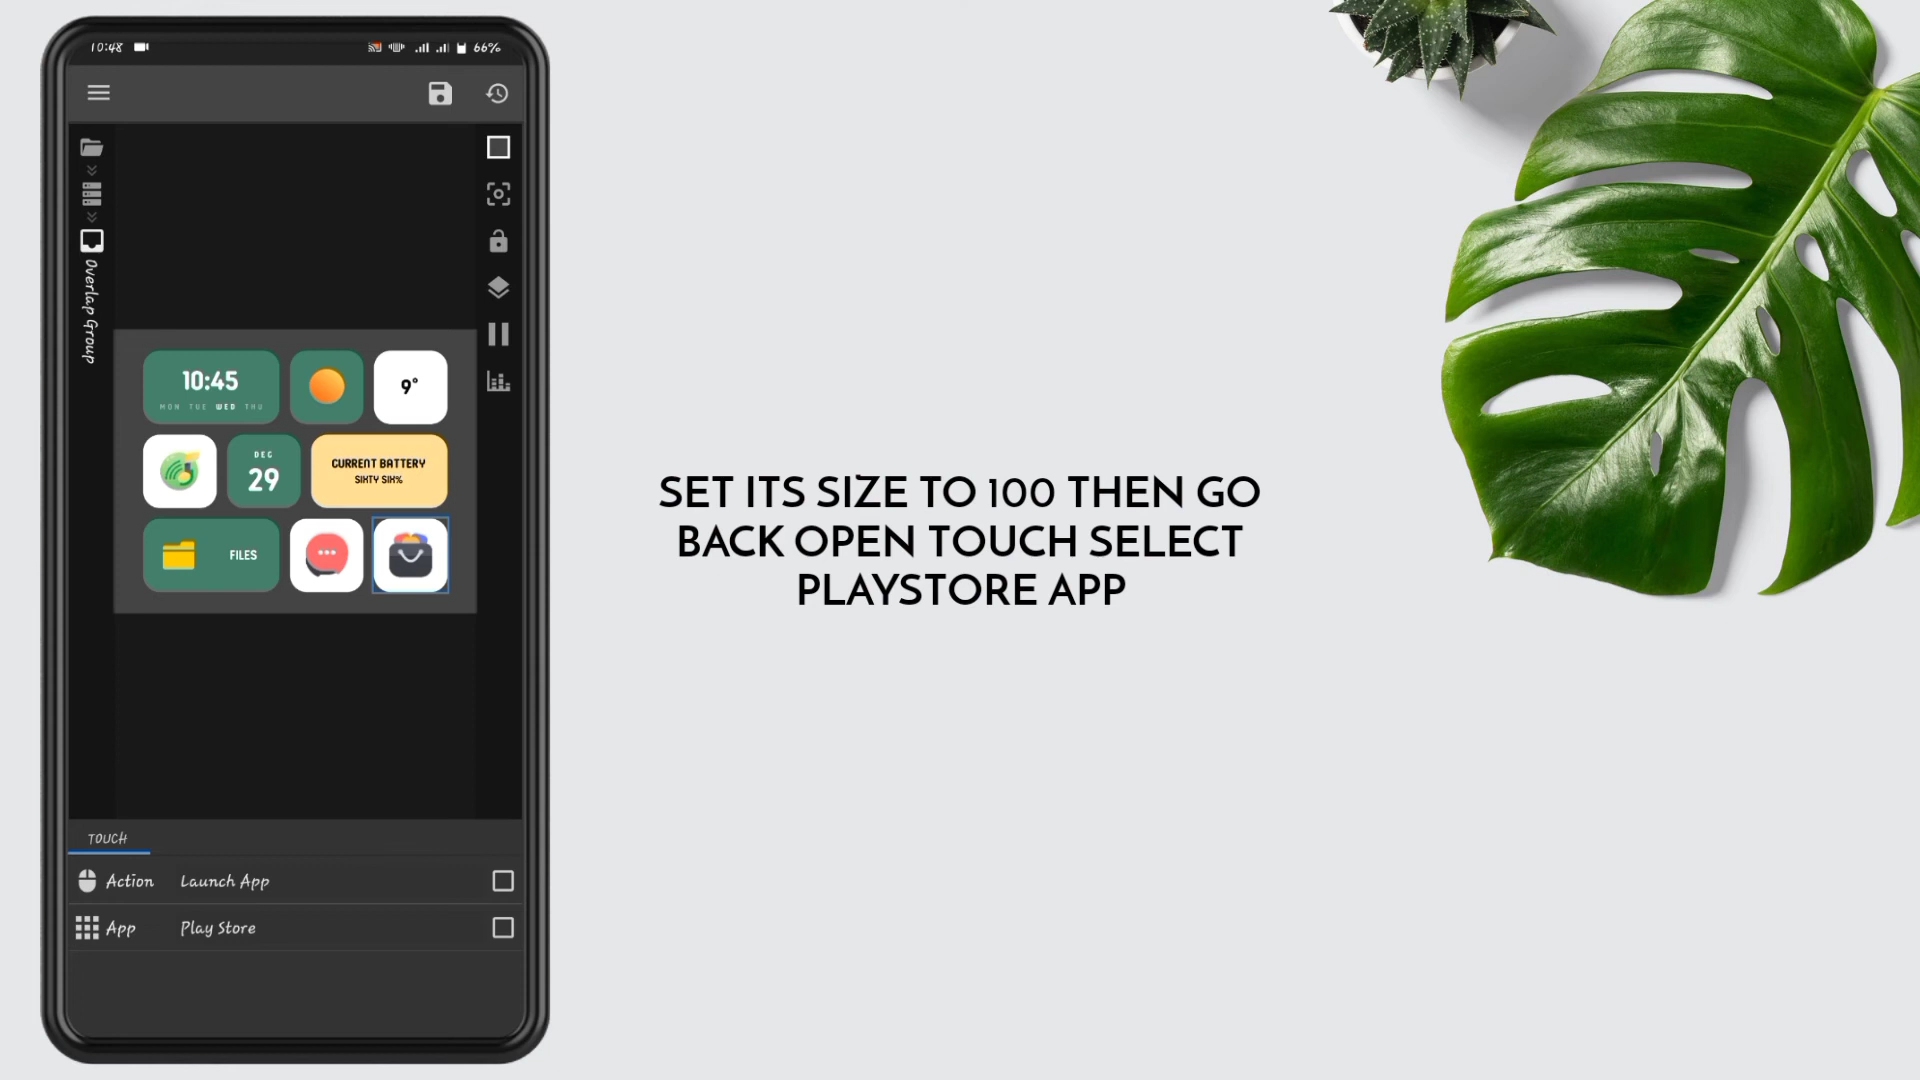 10:48
66%
Overlap Group
10:45
MON TUE WED THU
9°
DEC
29
CURRENT BATTERY
SIXTY SIX%
FILES
TOUCH
Action Launch App
App Play Store
SET ITS SIZE TO 100 THEN GO
BACK OPEN TOUCH SELECT
PLAYSTORE APP